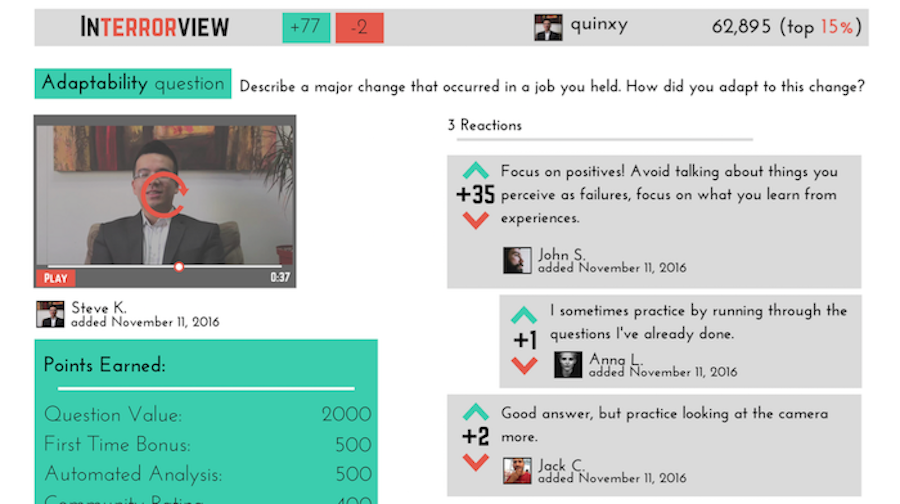 INTERRORVIEW
+77
-2
quinxy
62,895 (top 15%)
Adaptability question
Describe a major change that occurred in a job you held. How did you adapt to this change?
PLAY
0:37
Steve K.
added November 11, 2016
Points Earned:
Question Value: 2000
First Time Bonus: 500
Automated Analysis: 500
Community Rating: 400
3 Reactions
+35
Focus on positives! Avoid talking about things you
perceive as failures, focus on what you learn from
experiences.
John S.
added November 11, 2016
+1
I sometimes practice by running through the
questions I've already done.
Anna L.
added November 11, 2016
+2
Good answer, but practice looking at the camera
more.
Jack C.
added November 11, 2016